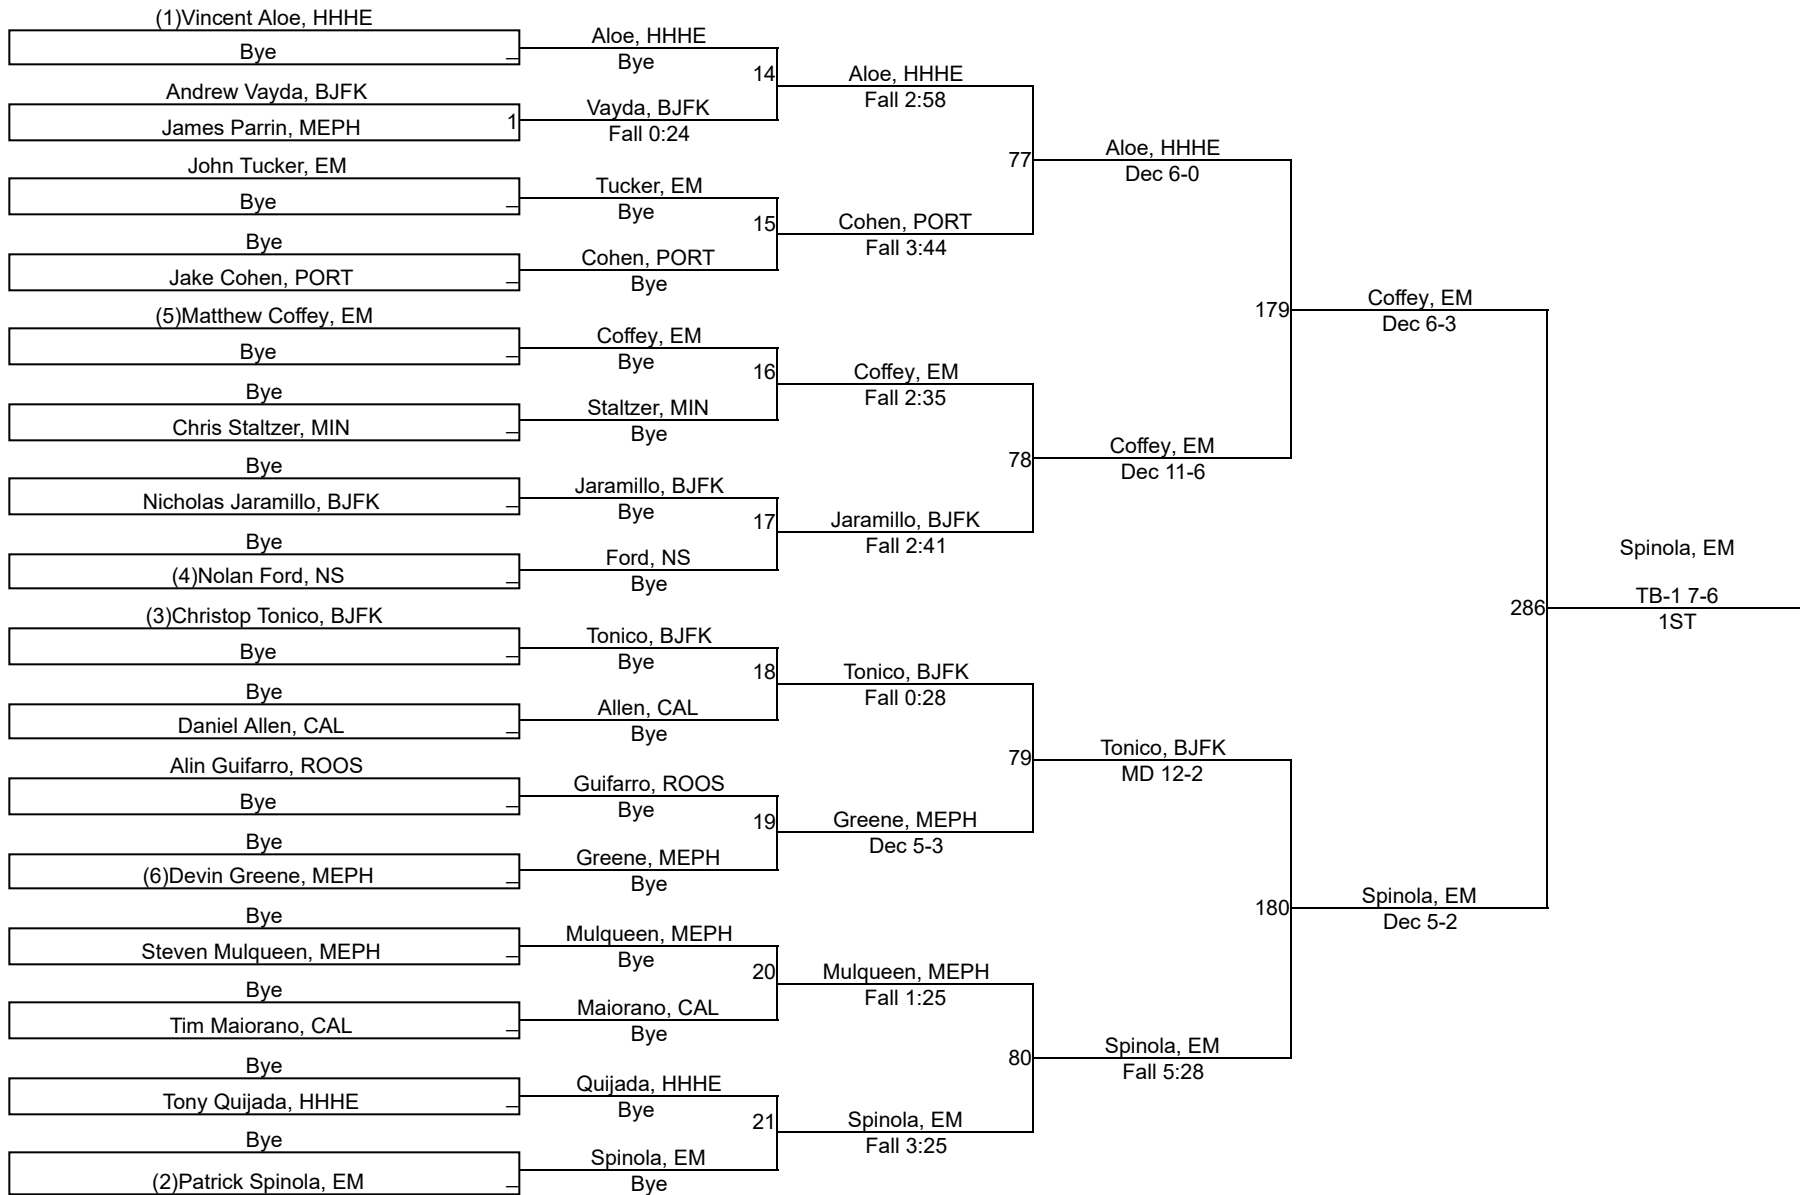 (1)Vincent Aloe, HHHE
Bye
Andrew Vayda, BJFK
James Parrin, MEPH
1
John Tucker, EM
Bye
Bye
Jake Cohen, PORT
(5)Matthew Coffey, EM
Bye
Bye
Chris Staltzer, MIN
Bye
Nicholas Jaramillo, BJFK
Bye
(4)Nolan Ford, NS
(3)Christop Tonico, BJFK
Bye
Bye
Daniel Allen, CAL
Alin Guifarro, ROOS
Bye
Bye
(6)Devin Greene, MEPH
Bye
Steven Mulqueen, MEPH
Bye
Tim Maiorano, CAL
Bye
Tony Quijada, HHHE
Bye
(2)Patrick Spinola, EM
Aloe, HHHE
Bye
14
Vayda, BJFK
Fall 0:24
Tucker, EM
Bye
15
Cohen, PORT
Bye
Coffey, EM
Bye
16
Staltzer, MIN
Bye
Jaramillo, BJFK
Bye
17
Ford, NS
Bye
Tonico, BJFK
Bye
18
Allen, CAL
Bye
Guifarro, ROOS
Bye
19
Greene, MEPH
Bye
Mulqueen, MEPH
Bye
20
Maiorano, CAL
Bye
Quijada, HHHE
Bye
21
Spinola, EM
Bye
Aloe, HHHE
Fall 2:58
77
Cohen, PORT
Fall 3:44
Coffey, EM
Fall 2:35
78
Jaramillo, BJFK
Fall 2:41
Tonico, BJFK
Fall 0:28
79
Greene, MEPH
Dec 5-3
Mulqueen, MEPH
Fall 1:25
80
Spinola, EM
Fall 3:25
Aloe, HHHE
Dec 6-0
179
Coffey, EM
Dec 11-6
Tonico, BJFK
MD 12-2
180
Spinola, EM
Fall 5:28
Coffey, EM
Dec 6-3
286
Spinola, EM
Dec 5-2
Spinola, EM
TB-1 7-6
1ST